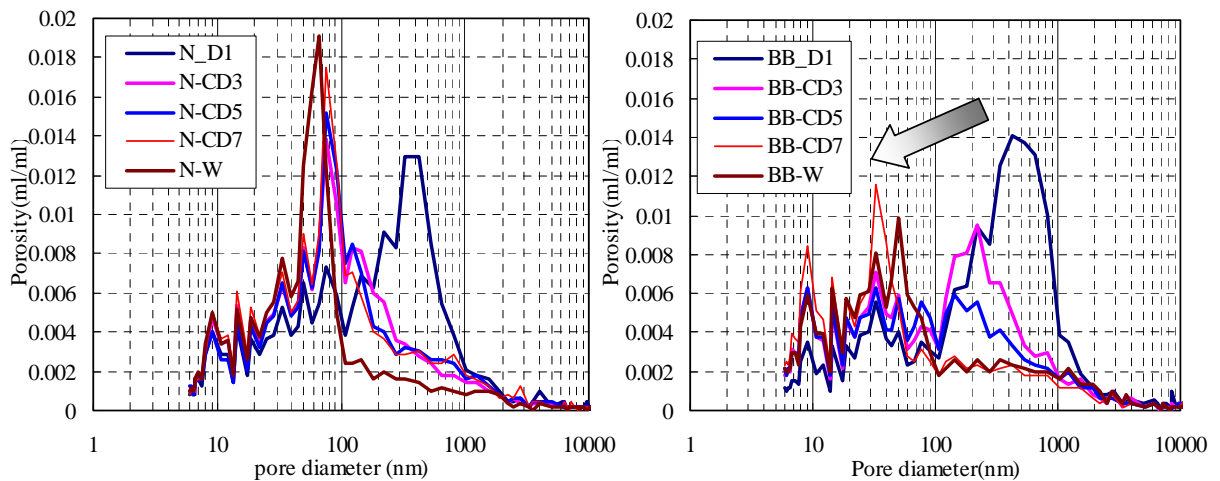 0.02
0.018
0.016
0.014
0.012
0.01
0.008
0.006
0.004
0.002
0
Porosity(ml/ml)
N_D1
N-CD3
N-CD5
N-CD7
N-W
1 10 100 1000 10000
pore diameter (nm)
0.02
0.018
0.016
0.014
0.012
0.01
0.008
0.006
0.004
0.002
0
Porosity(ml/ml)
BB_D1
BB-CD3
BB-CD5
BB-CD7
BB-W
1 10 100 1000 10000
Pore diameter(nm)